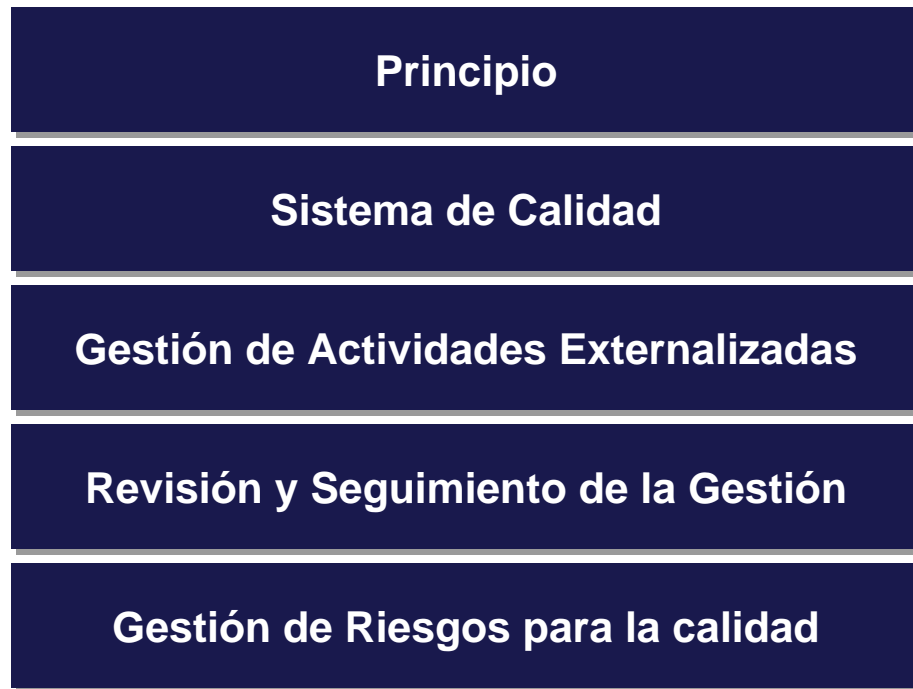 Principio
Sistema de Calidad
Gestión de Actividades Externalizadas
Revisión y Seguimiento de la Gestión
Gestión de Riesgos para la calidad